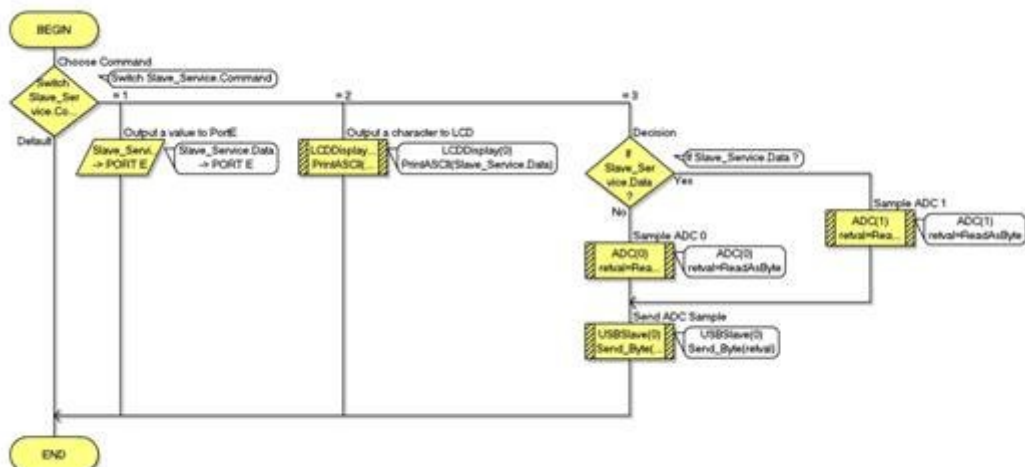 BEGIN
Choose Command
Switch
Slave_Ser
vice.Co...
Switch Slave_Service.Command
= 1
= 2
= 3
Default
Output a value to PortE
Slave_Servi...
-> PORT E
Slave_Service.Data
-> PORT E
Output a character to LCD
LCDDisplay...
PrintASCII(...
LCDDisplay(0)
PrintASCII(Slave_Service.Data)
Decision
If
Slave_Ser
vice.Data
?
If Slave_Service.Data ?
Yes
No
Sample ADC 1
ADC(1)
retval=Rea...
ADC(1)
retval=ReadAsByte
Sample ADC 0
ADC(0)
retval=Rea...
ADC(0)
retval=ReadAsByte
Send ADC Sample
USBSlave(0)
Send_Byte(...
USBSlave(0)
Send_Byte(retval)
END